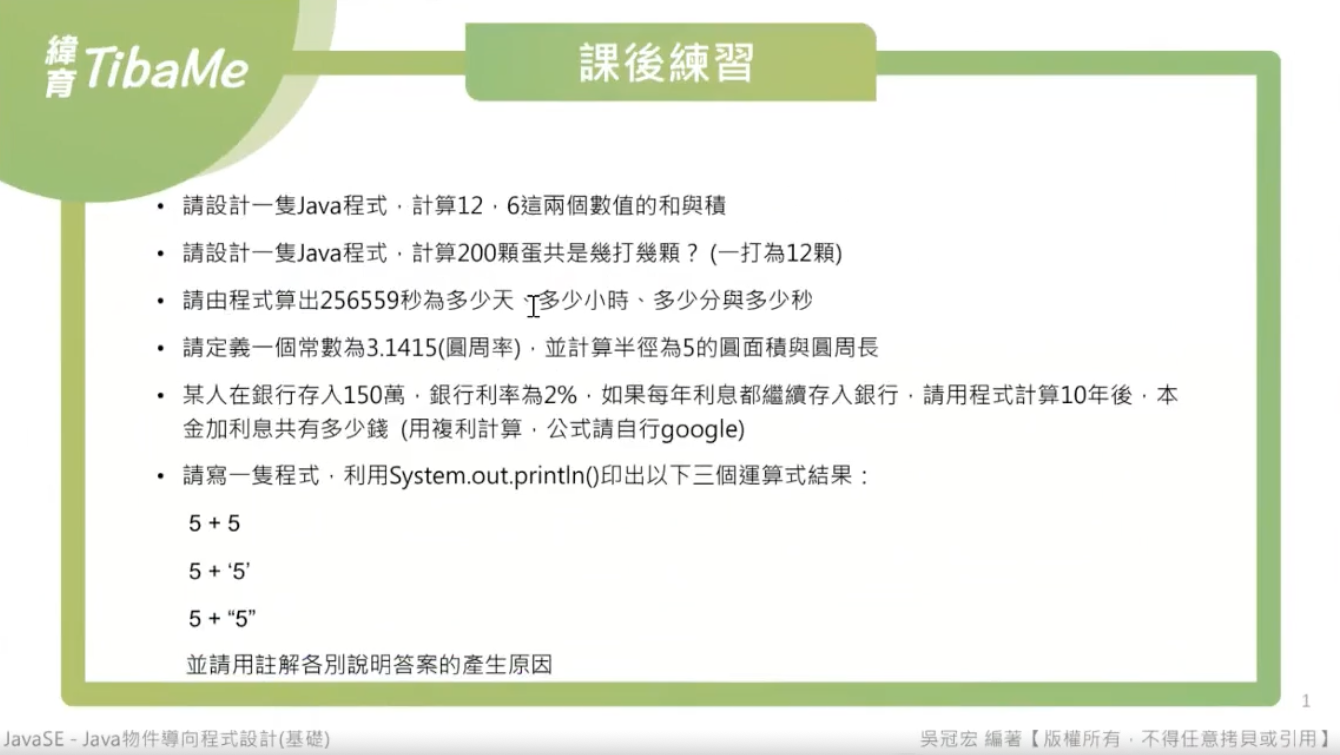 緯育 TibaMe
課後練習
• 請設計一隻Java程式，計算12，6這兩個數值的和與積
• 請設計一隻Java程式，計算200顆蛋共是幾打幾顆？ (一打為12顆)
• 請由程式算出256559秒為多少天、多少小時、多少分與多少秒
• 請定義一個常數為3.1415(圓周率)，並計算半徑為5的圓面積與圓周長
• 某人在銀行存入150萬，銀行利率為2%，如果每年利息都繼續存入銀行，請用程式計算10年後，本
金加利息共有多少錢 (用複利計算，公式請自行google)
• 請寫一隻程式，利用System.out.println()印出以下三個運算式結果：
5 + 5
5 + ‘5’
5 + “5”
並請用註解各別說明答案的產生原因
1
JavaSE - Java物件導向程式設計(基礎)
吳冠宏 編著【版權所有，不得任意拷貝或引用】